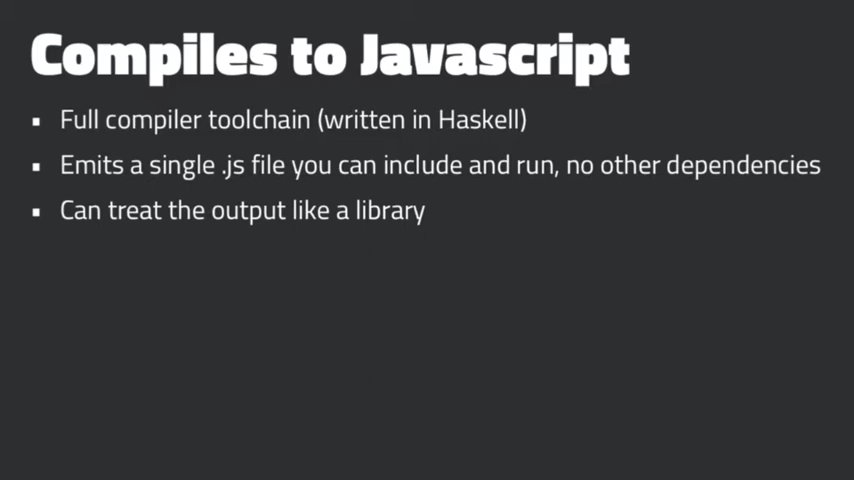 Compiles to Javascript
▪ Full compiler toolchain (written in Haskell)
▪ Emits a single .js file you can include and run, no other dependencies
▪ Can treat the output like a library